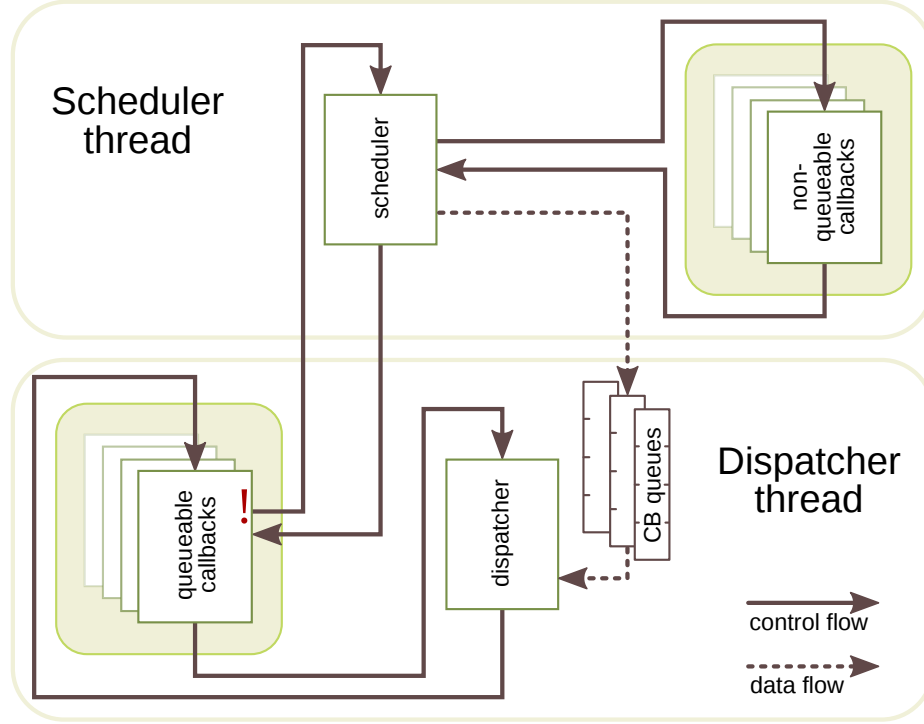 Scheduler
thread
scheduler
non-
queueable
callbacks
queueable
callbacks
!
dispatcher
CB queues
Dispatcher
thread
control flow
data flow